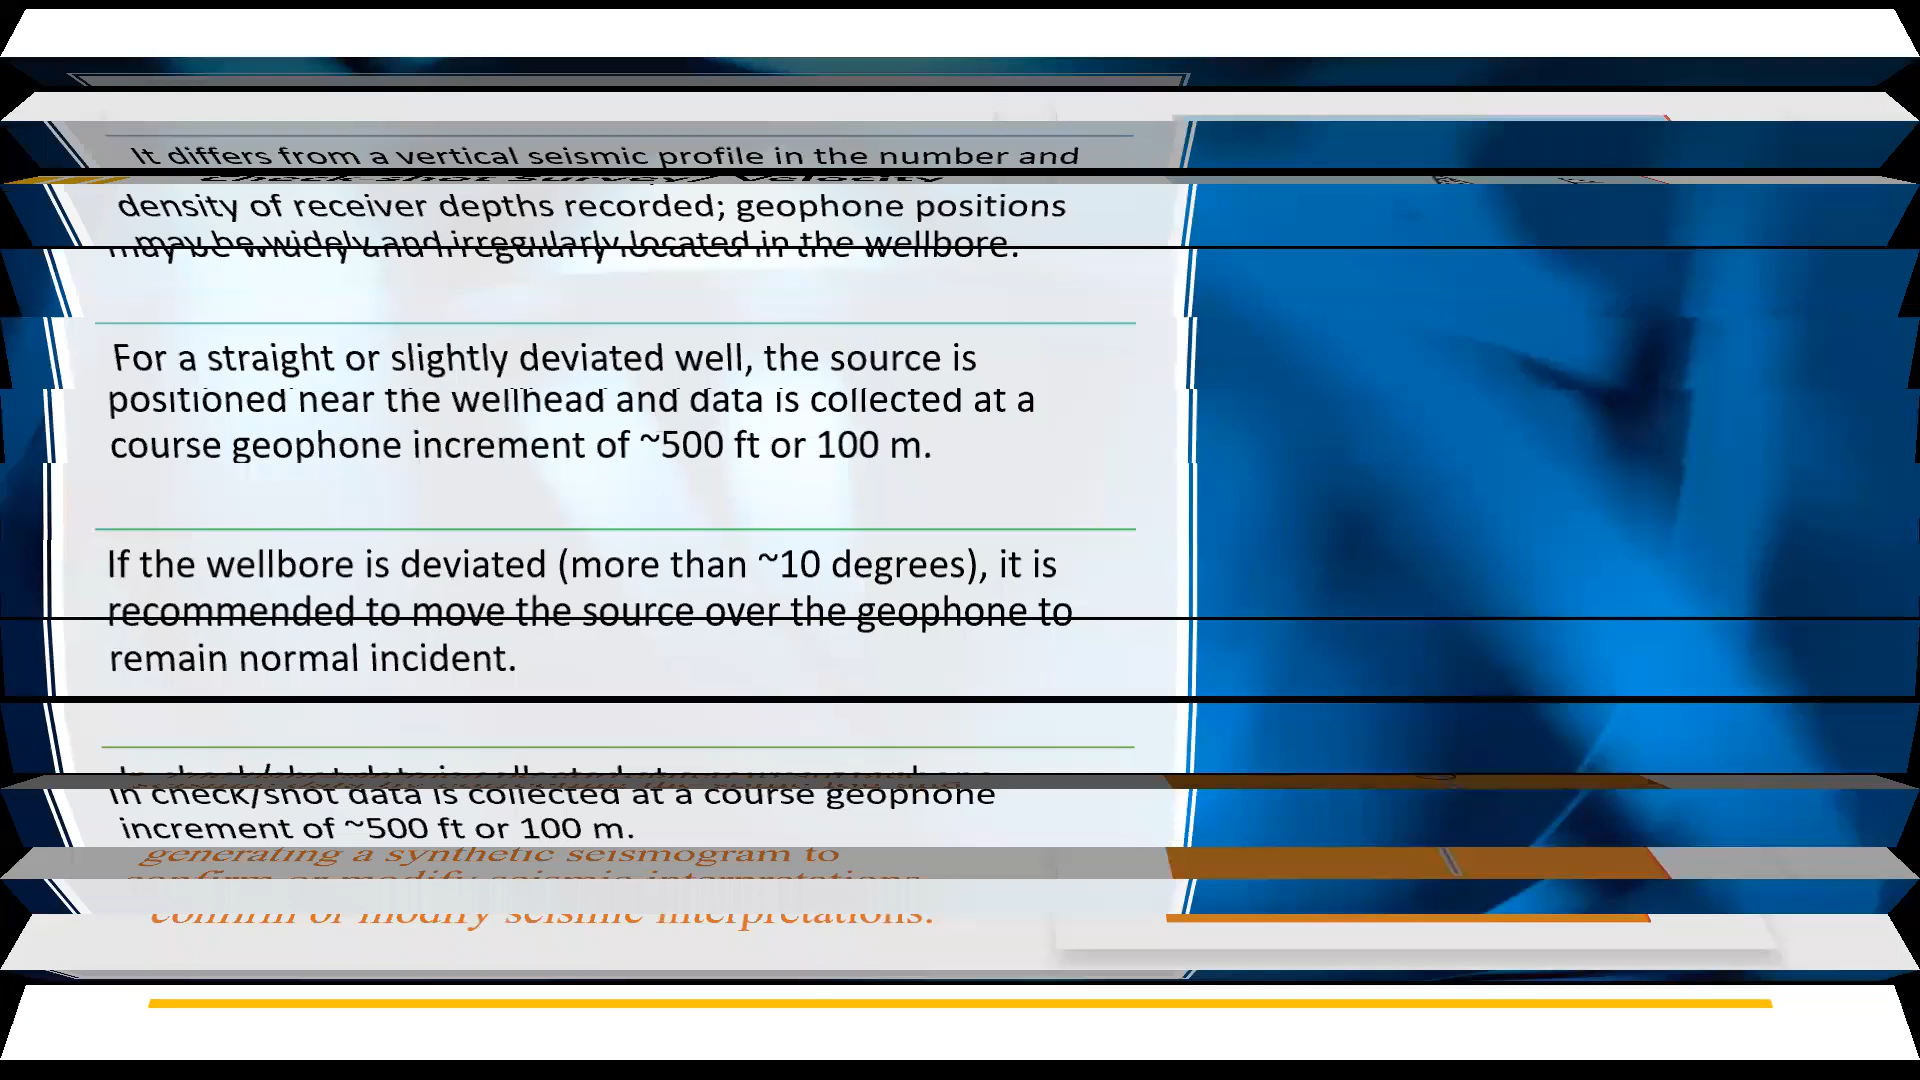 It differs from a vertical seismic profile in the number and
check-shot survey/ Velocity
density of receiver depths recorded; geophone positions
may be widely and irregularly located in the wellbore.
For a straight or slightly deviated well, the source is
positioned near the wellhead and data is collected at a
course geophone increment of ~500 ft or 100 m.
If the wellbore is deviated (more than ~10 degrees), it is
recommended to move the source over the geophone to
remain normal incident.
In check/shot data is collected at a course geophone
increment of ~500 ft or 100 m.
generating a synthetic seismogram to
confirm or modify seismic interpretations.